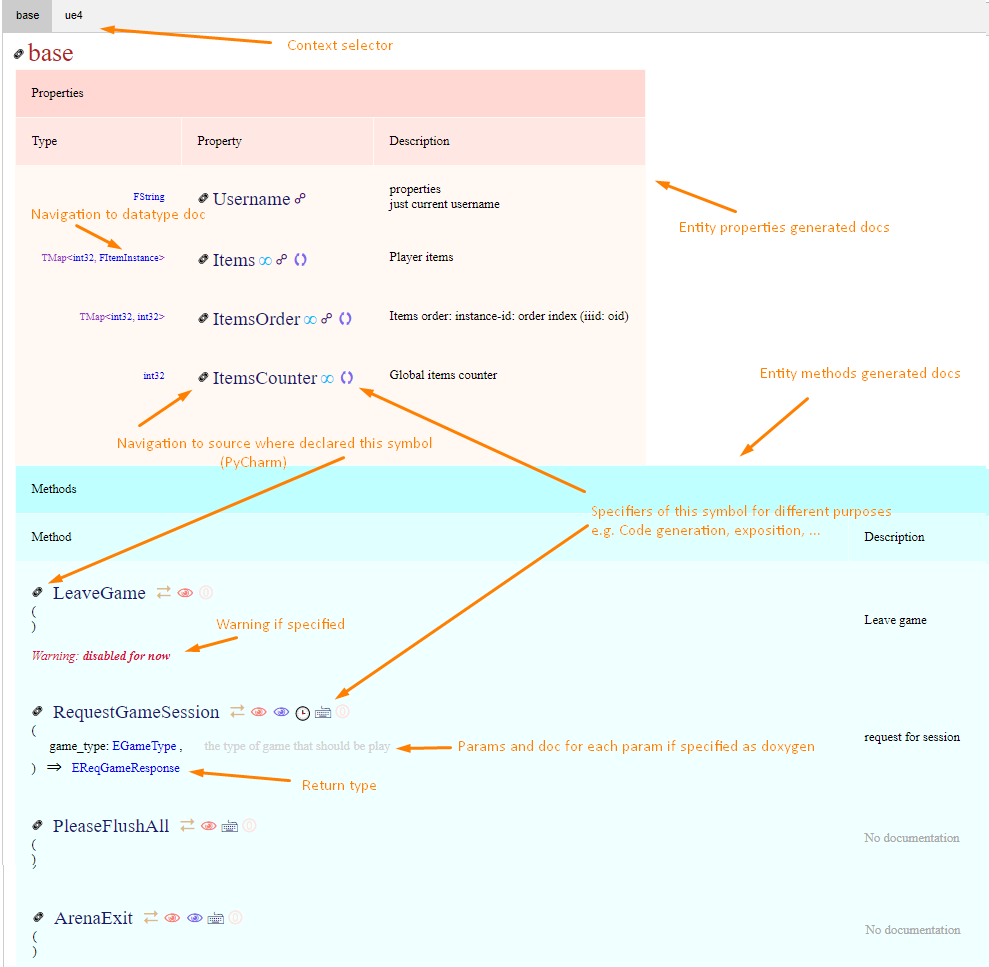 base ue4
Context selector
base
Properties
Type Property Description
FString Username properties
just current username
Navigation to datatype doc
Entity properties generated docs
TMap<int32, FItemInstance> Items Player items
TMap<int32, int32> ItemsOrder Items order: instance-id: order index (iiid: oid)
int32 ItemsCounter Global items counter
Entity methods generated docs
Navigation to source where declared this symbol
(PyCharm)
Methods
Specifiers of this symbol for different purposes
e.g. Code generation, exposition, ...
Method Description
LeaveGame
(
)
Leave game
Warning if specified
Warning: disabled for now
RequestGameSession
(
game_type: EGameType , the type of game that should be play
Params and doc for each param if specified as doxygen
request for session
) ⇒ EReqGameResponse
Return type
PleaseFlushAll
(
);
No documentation
ArenaExit
(
)
No documentation